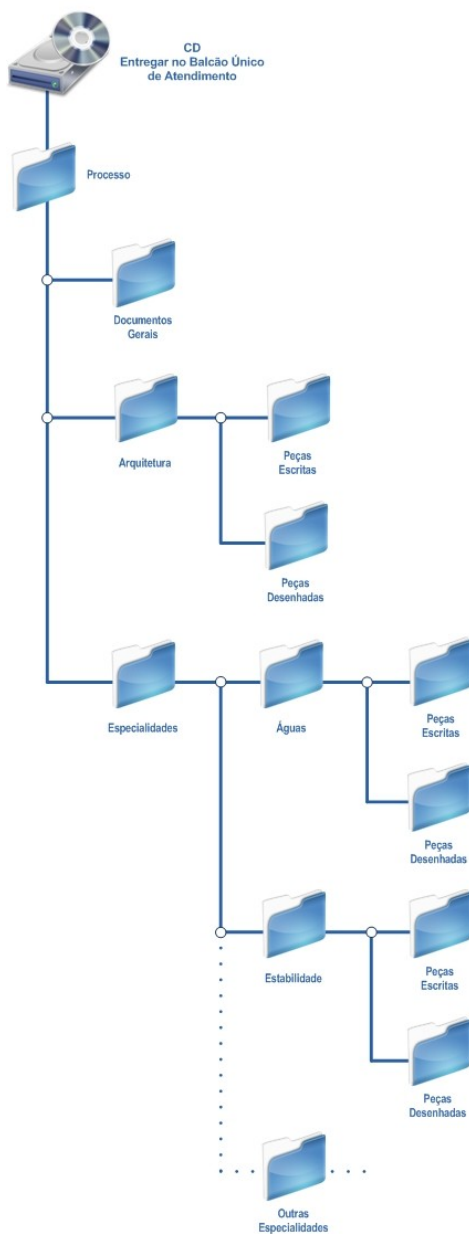 CD
Entregar no Balcão Único
de Atendimento
Processo
Documentos
Gerais
Arquitetura
Peças
Escritas
Peças
Desenhadas
Especialidades
Águas
Peças
Escritas
Peças
Desenhadas
Estabilidade
Peças
Escritas
Peças
Desenhadas
Outras
Especialidades